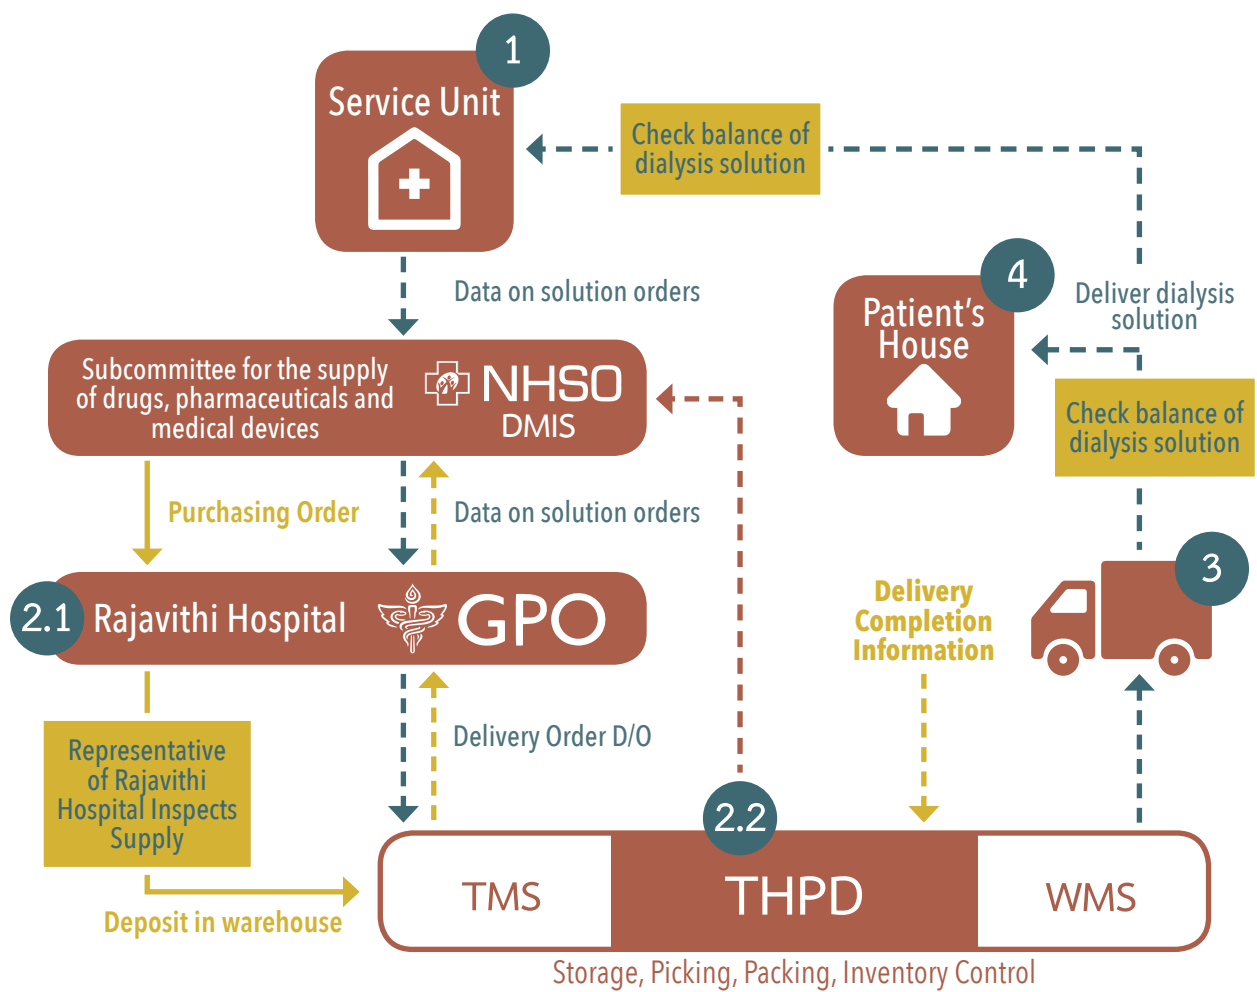 1
Service Unit
Check balance of
dialysis solution
Data on solution orders
4
Patient's
House
Deliver dialysis
solution
Subcommittee for the supply
of drugs, pharmaceuticals and
medical devices
NHSO
DMIS
Check balance of
dialysis solution
Purchasing Order
Data on solution orders
2.1
Rajavithi Hospital
GPO
3
Delivery
Completion
Information
Representative
of Rajavithi
Hospital Inspects
Supply
Delivery Order D/O
Deposit in warehouse
2.2
TMS
THPD
WMS
Storage, Picking, Packing, Inventory Control